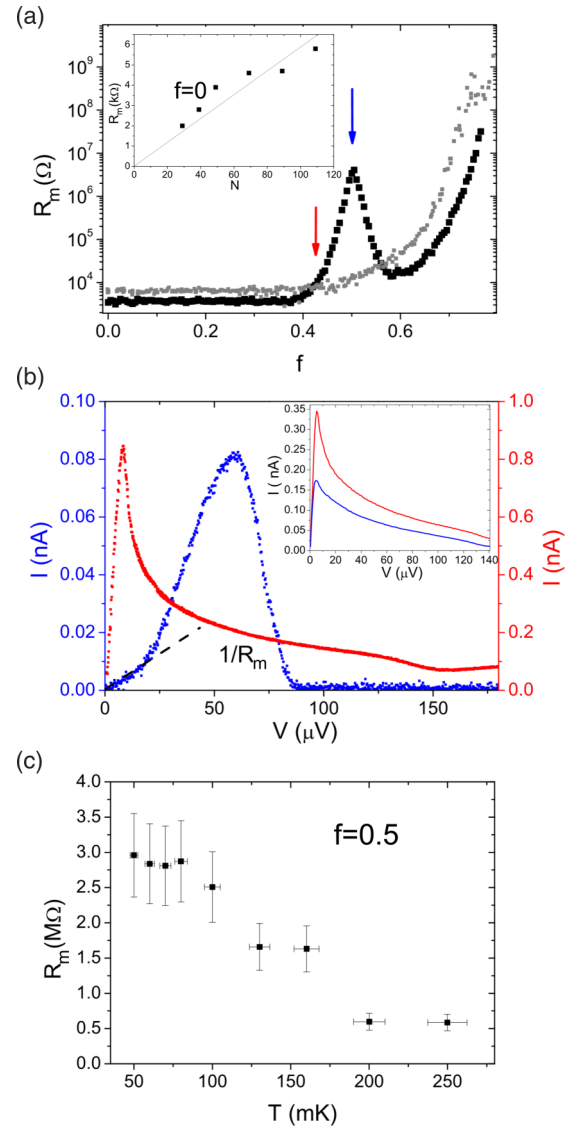 (a)
R_m(Ω)
10^9
10^8
10^7
10^6
10^5
10^4
0.0 0.2 0.4 0.6
f
R_m(kΩ)
6
5
4
3
2
1
0
f=0
0 20 40 60 80 100 120
N
(b)
I (nA)
0.10
0.08
0.06
0.04
0.02
0.00
0 50 100 150
V (μV)
1/R_m
1.0
0.8
0.6
0.4
0.2
0.0
I (nA)
I ( nA)
0.35
0.30
0.25
0.20
0.15
0.10
0.05
0.00
0 20 40 60 80 100 120 140
V (μV)
(c)
R_m(MΩ)
4.0
3.5
3.0
2.5
2.0
1.5
1.0
0.5
0.0
f=0.5
50 100 150 200 250
T (mK)